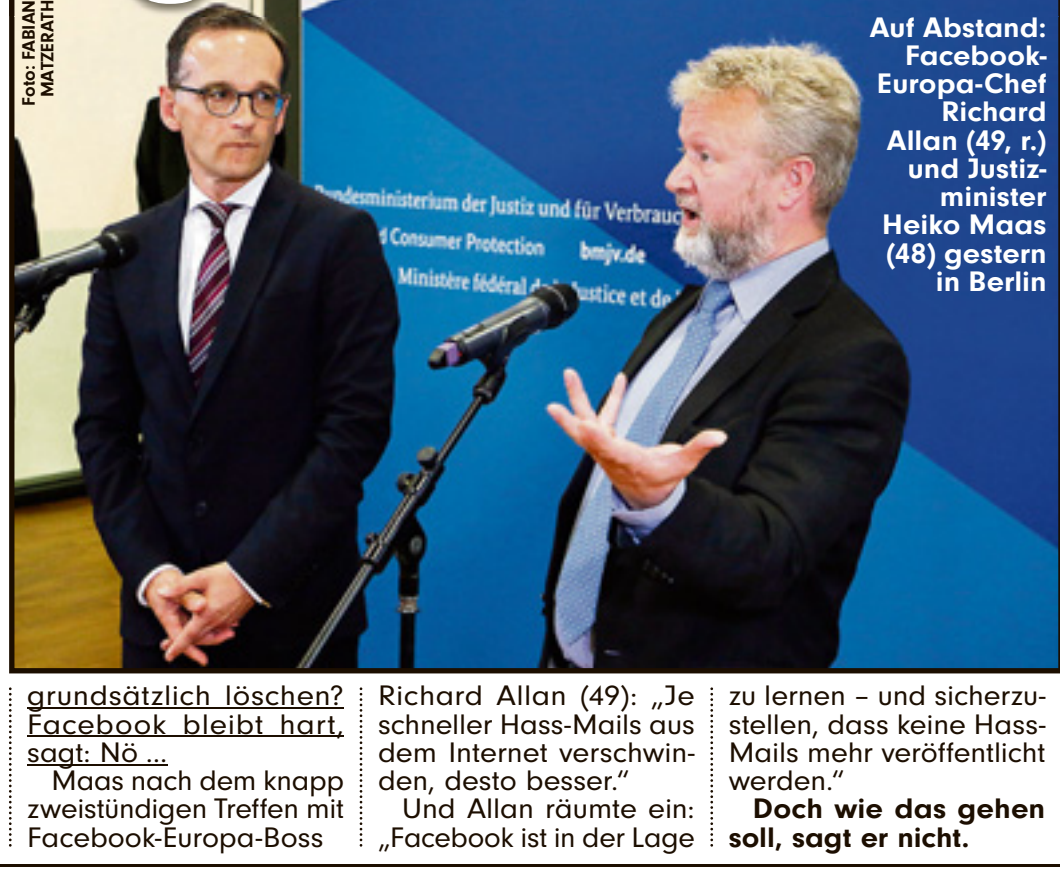 Foto: FABIAN
MATZERATH
Auf Abstand:
Facebook-
Europa-Chef
Richard
Allan (49, r.)
und Justiz-
minister
Heiko Maas
(48) gestern
in Berlin
ndesministerium der Justiz und für Verbrauc
d Consumer Protection bmjv.de
Ministère fédéral de la Justice et de
grundsätzlich löschen?
Facebook bleibt hart,
sagt: Nö ...
Maas nach dem knapp
zweistündigen Treffen mit
Facebook-Europa-Boss
Richard Allan (49): „Je
schneller Hass-Mails aus
dem Internet verschwin-
den, desto besser.“
Und Allan räumte ein:
„Facebook ist in der Lage
zu lernen – und sicherzu-
stellen, dass keine Hass-
Mails mehr veröffentlicht
werden.“
Doch wie das gehen
soll, sagt er nicht.